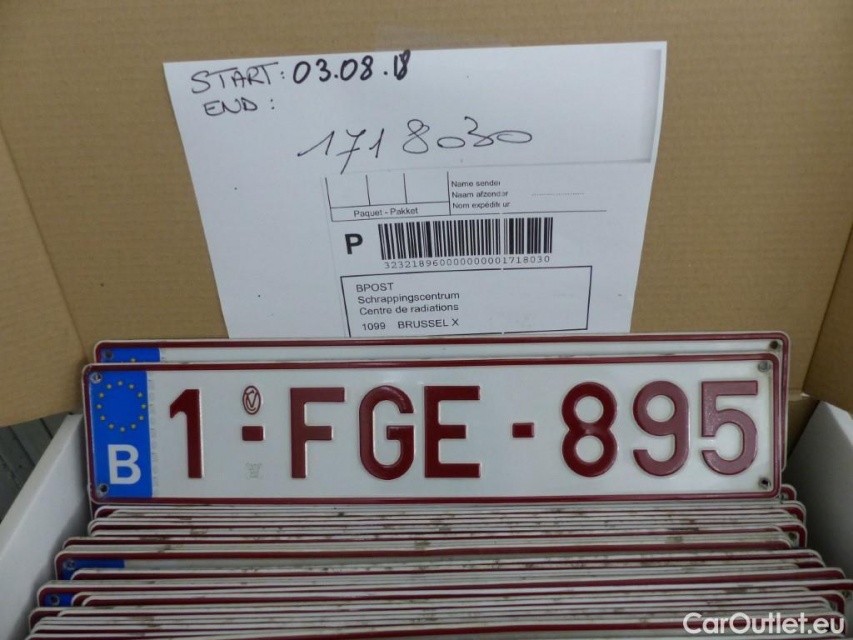 START: 03.08.18
END:
1718030
Name sender
Naam afzender
Nom expéditeur
Paquet - Pakket
P
32321896000000001718030
BPOST
Schrappingscentrum
Centre de radiations
1099 BRUSSEL X
B 1-FGE-895
CarOutlet.eu